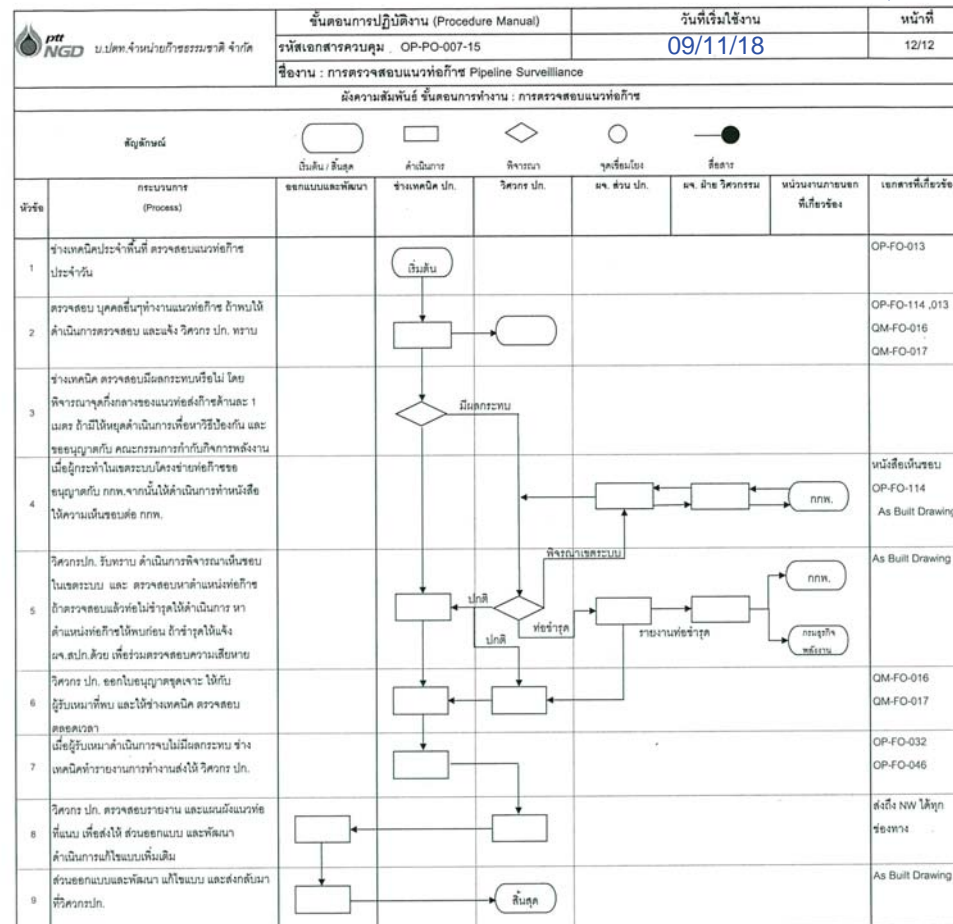 ptt
NGD บ.ปตท.จำหน่ายก๊าซธรรมชาติ จำกัด
ขั้นตอนการปฏิบัติงาน (Procedure Manual)
วันที่เริ่มใช้งาน
หน้าที่
รหัสเอกสารควบคุม OP-PO-007-15
09/11/18
12/12
ชื่องาน : การตรวจสอบแนวท่อก๊าซ Pipeline Surveilliance
ผังความสัมพันธ์ ขั้นตอนการทำงาน : การตรวจสอบแนวท่อก๊าซ
สัญลักษณ์
เริ่มต้น / สิ้นสุด
ดำเนินการ
พิจารณา
จุดเชื่อมโยง
สื่อสาร
หัวข้อ
กระบวนการ
(Process)
ออกแบบและพัฒนา
ช่างเทคนิค ปก.
วิศวกร ปก.
ผจ. ส่วน ปก.
ผจ. ฝ่าย วิศวกรรม
หน่วยงานภายนอก
ที่เกี่ยวข้อง
เอกสารที่เกี่ยวข้อ
1
ช่างเทคนิคประจำพื้นที่ ตรวจสอบแนวท่อก๊าซ
ประจำวัน
เริ่มต้น
OP-FO-013
2
ตรวจสอบ บุคคลอื่นๆทำงานแนวท่อก๊าซ ถ้าพบให้
ดำเนินการตรวจสอบ และแจ้ง วิศวกร ปก. ทราบ
OP-FO-114 ,013
QM-FO-016
QM-FO-017
3
ช่างเทคนิค ตรวจสอบมีผลกระทบหรือไม่ โดย
พิจารณาจุดกึ่งกลางของแนวท่อส่งก๊าซด้านละ 1
เมตร ถ้ามีให้หยุดดำเนินการเพื่อหาวิธีป้องกัน และ
ขออนุญาตกับ คณะกรรมการกำกับกิจการพลังงาน
มีผลกระทบ
4
เมื่อผู้กระทำในเขตระบบโครงข่ายท่อก๊าซขอ
อนุญาตกับ กกพ.จากนั้นให้ดำเนินการทำหนังสือ
ให้ความเห็นชอบต่อ กกพ.
กกพ.
หนังสือเห็นชอบ
OP-FO-114
As Built Drawing
5
วิศวกรปก. รับทราบ ดำเนินการพิจารณาเห็นชอบ
ในเขตระบบ และ ตรวจสอบหาตำแหน่งท่อก๊าซ
ถ้าตรวจสอบแล้วท่อไม่ชำรุดให้ดำเนินการ หา
ตำแหน่งท่อก๊าซให้พบก่อน ถ้าชำรุดให้แจ้ง
ผจ.สปก.ด้วย เพื่อร่วมตรวจสอบความเสียหาย
พิจรณาเขตระบบ
ปกติ
ปกติ
ท่อชำรุด
รายงานท่อชำรุด
กกพ.
กรมธุรกิจ
พลังงาน
As Built Drawing
6
วิศวกร ปก. ออกใบอนุญาตขุดเจาะ ให้กับ
ผู้รับเหมาที่พบ และให้ช่างเทคนิค ตรวจสอบ
ตลอดเวลา
QM-FO-016
QM-FO-017
7
เมื่อผู้รับเหมาดำเนินการจบไม่มีผลกระทบ ช่าง
เทคนิคทำรายงานการทำงานส่งให้ วิศวกร ปก.
OP-FO-032
OP-FO-046
8
วิศวกร ปก. ตรวจสอบรายงาน และแผนผังแนวท่อ
ที่แนบ เพื่อส่งให้ ส่วนออกแบบ และพัฒนา
ดำเนินการแก้ไขแบบเพิ่มเติม
ส่งถึง NW ได้ทุก
ช่องทาง
9
ส่วนออกแบบและพัฒนา แก้ไขแบบ และส่งกลับมา
ที่วิศวกรปก.
สิ้นสุด
As Built Drawing